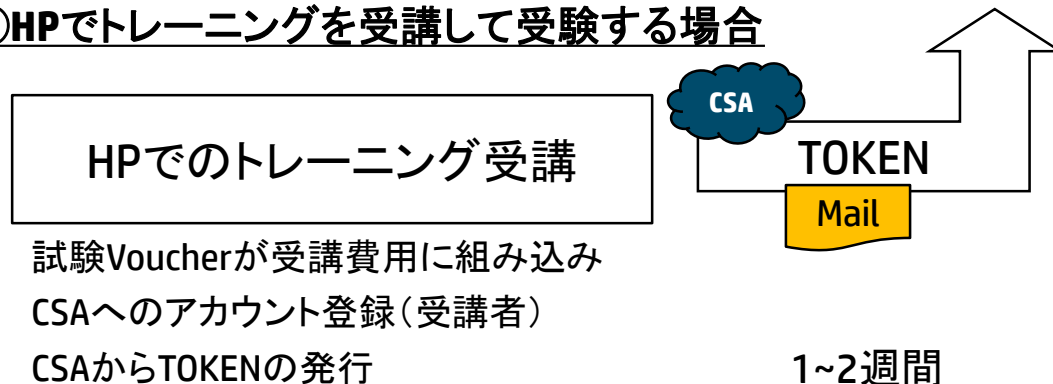 HPでトレーニングを受講して受験する場合
CSA
HPでのトレーニング受講
TOKEN
Mail
試験Voucherが受講費用に組み込み
CSAへのアカウント登録（受講者）
CSAからTOKENの発行
1~2週間